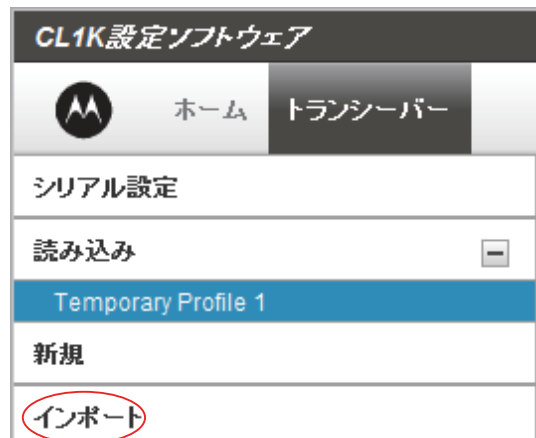 CL1K設定ソフトウェア
ホーム トランシーバー
シリアル設定
読み込み
Temporary Profile 1
新規
インポート